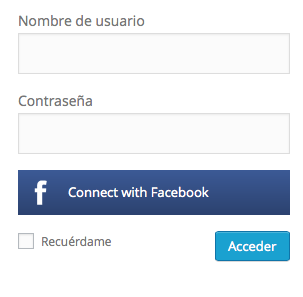 Nombre de usuario
Contraseña
f Connect with Facebook
Recuérdame
Acceder